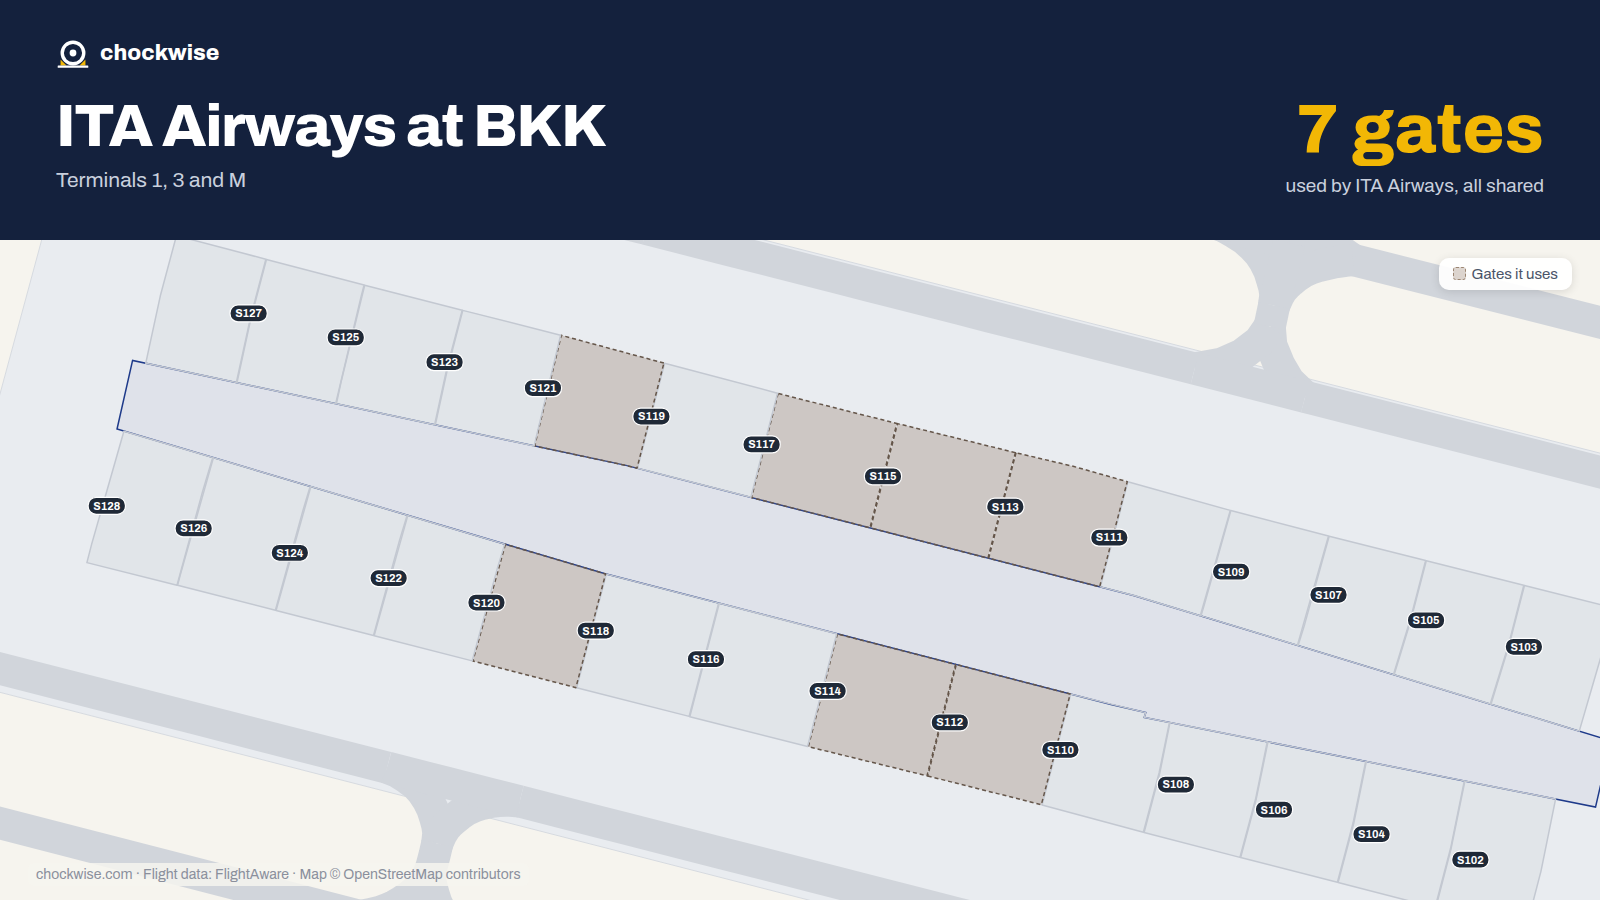 chockwise
ITA Airways at BKK
Terminals 1, 3 and M
7 gates
used by ITA Airways, all shared
Gates it uses
S127
S125
S123
S121
S119
S117
S115
S113
S111
S109
S107
S105
S103
S128
S126
S124
S122
S120
S118
S116
S114
S112
S110
S108
S106
S104
S102
chockwise.com · Flight data: FlightAware · Map © OpenStreetMap contributors